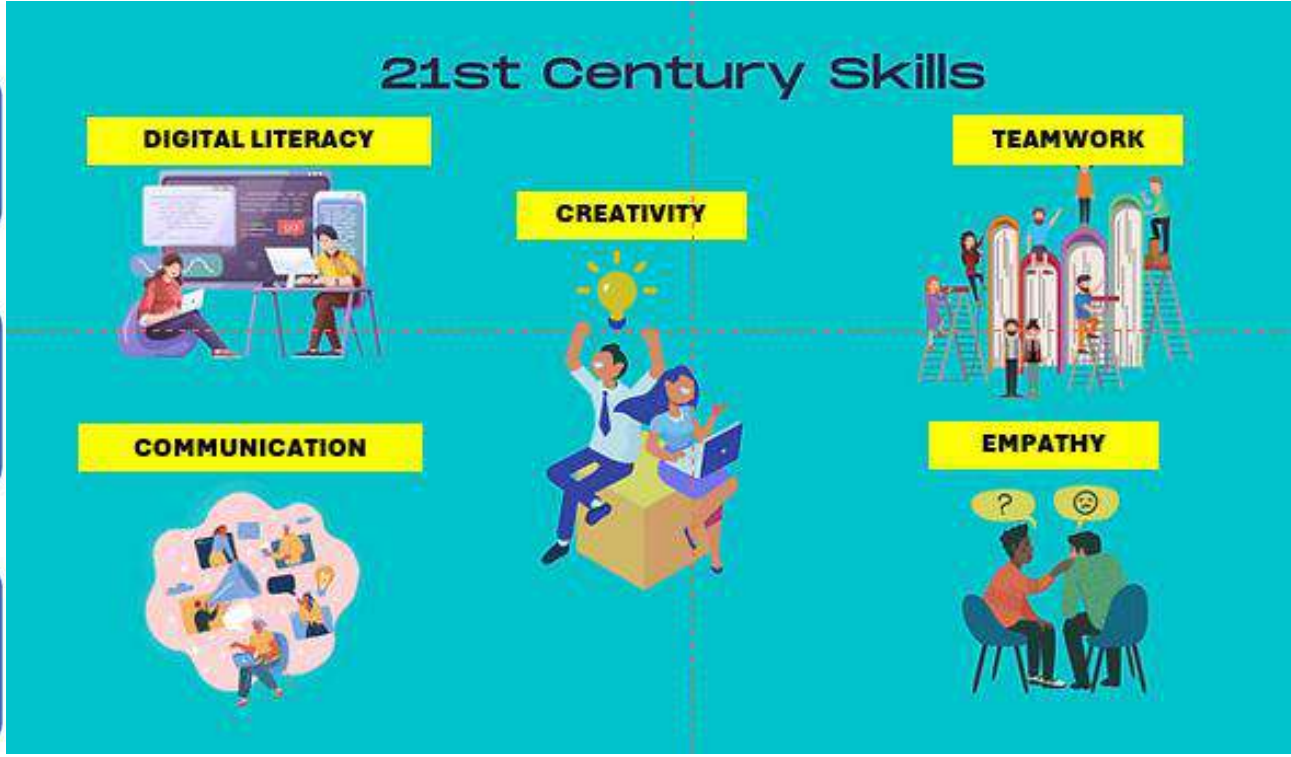 21st Century Skills
DIGITAL LITERACY
TEAMWORK
CREATIVITY
COMMUNICATION
EMPATHY
?